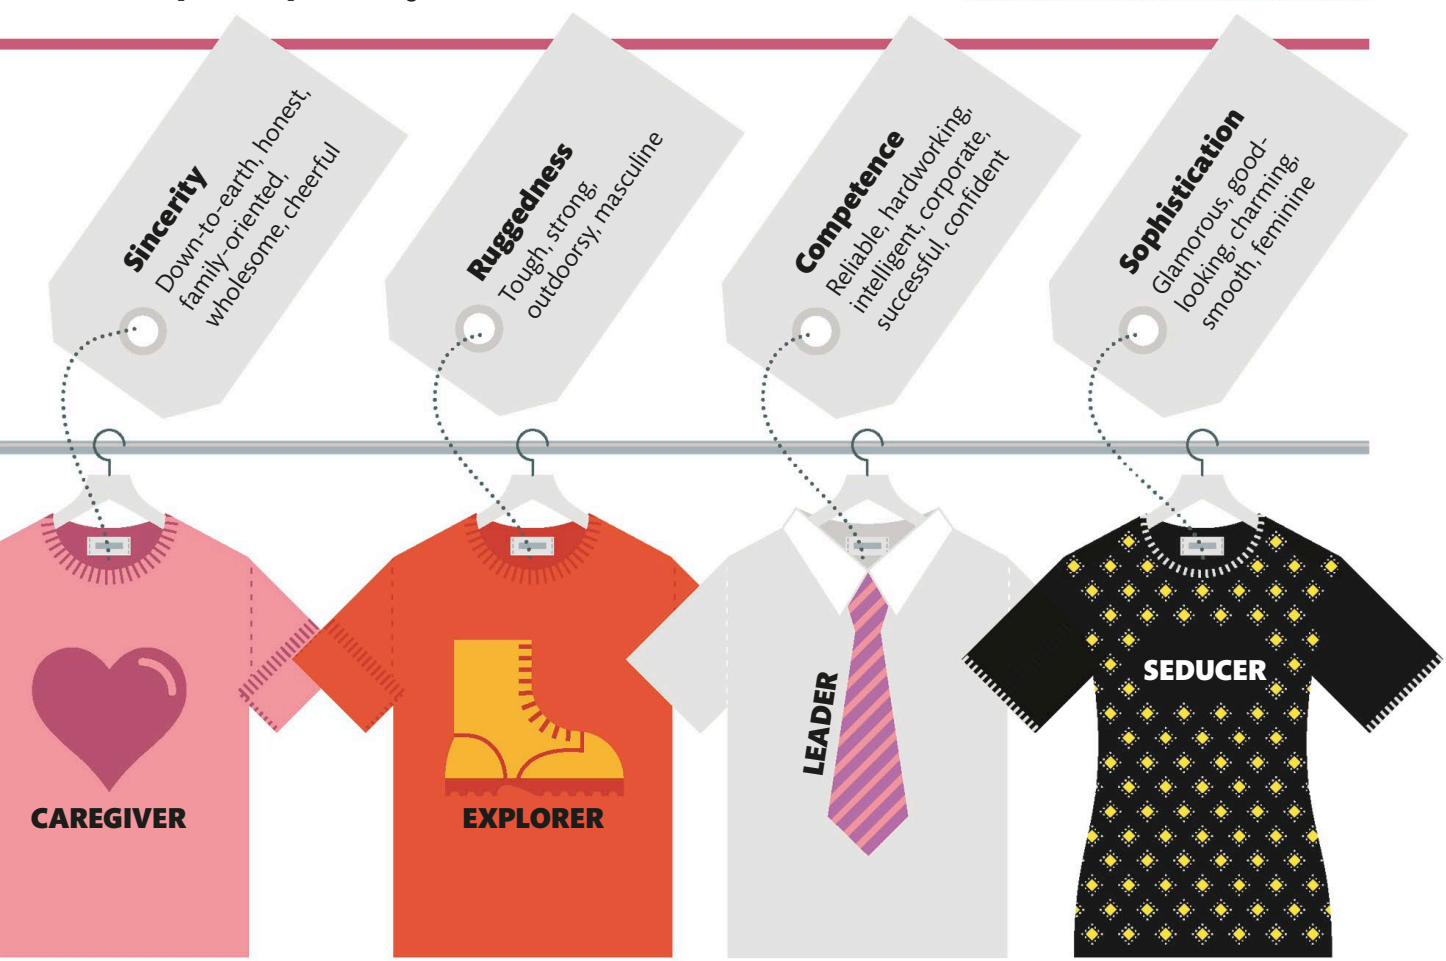 Sincerity
Down-to-earth, honest,
family-oriented,
wholesome, cheerful
Ruggedness
Tough, strong,
outdoorsy, masculine
Competence
Reliable, hardworking,
intelligent, corporate,
successful, confident
Sophistication
Glamorous, good-
looking, charming,
smooth, feminine
CAREGIVER
EXPLORER
LEADER
SEDUCER